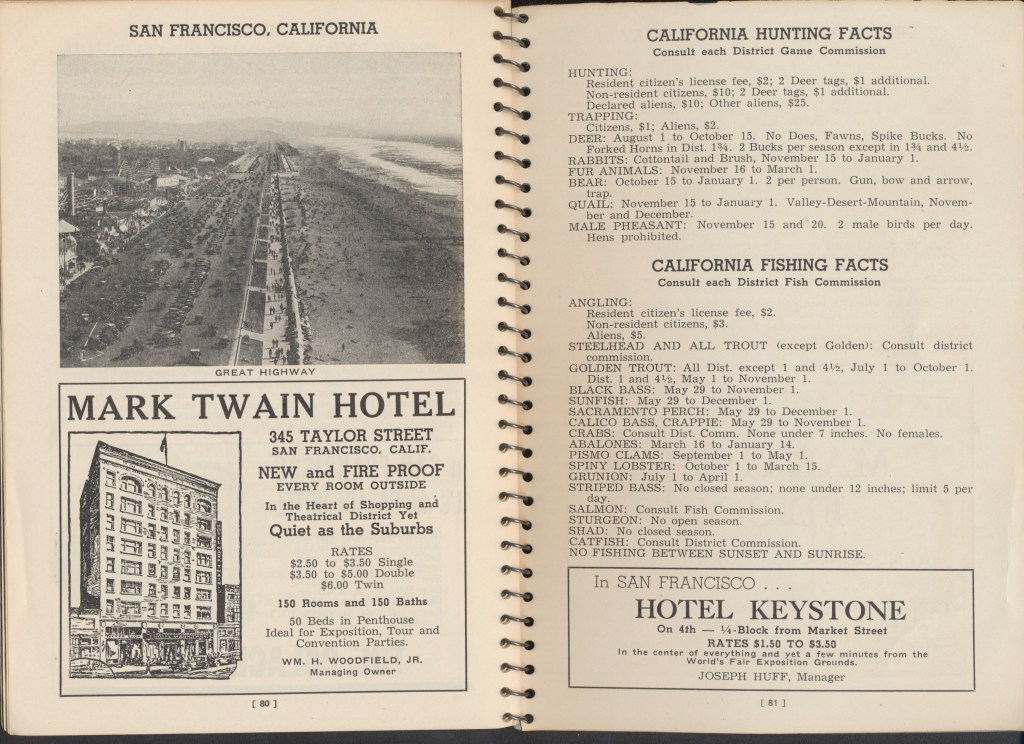 SAN FRANCISCO, CALIFORNIA
GREAT HIGHWAY
MARK TWAIN HOTEL
345 TAYLOR STREET
SAN FRANCISCO, CALIF.
NEW and FIRE PROOF
EVERY ROOM OUTSIDE
In the Heart of Shopping and
Theatrical District Yet
Quiet as the Suburbs
RATES
$2.50 to $3.50 Single
$3.50 to $5.00 Double
$6.00 Twin
150 Rooms and 150 Baths
50 Beds in Penthouse
Ideal for Exposition, Tour and
Convention Parties.
WM. H. WOODFIELD, JR.
Managing Owner
[ 80 ]
CALIFORNIA HUNTING FACTS
Consult each District Game Commission
HUNTING:
Resident citizen's license fee, $2; 2 Deer tags, $1 additional.
Non-resident citizens, $10; 2 Deer tags, $1 additional.
Declared aliens, $10; Other aliens, $25.
TRAPPING:
Citizens, $1; Aliens, $2.
DEER: August 1 to October 15. No Does, Fawns, Spike Bucks. No
Forked Horns in Dist. 1¾. 2 Bucks per season except in 1¾ and 4½.
RABBITS: Cottontail and Brush, November 15 to January 1.
FUR ANIMALS: November 16 to March 1.
BEAR: October 15 to January 1. 2 per person. Gun, bow and arrow,
trap.
QUAIL: November 15 to January 1. Valley-Desert-Mountain, Novem-
ber and December.
MALE PHEASANT: November 15 and 20. 2 male birds per day.
Hens prohibited.
CALIFORNIA FISHING FACTS
Consult each District Fish Commission
ANGLING:
Resident citizen's license fee, $2.
Non-resident citizens, $3.
Aliens, $5.
STEELHEAD AND ALL TROUT (except Golden): Consult district
commission.
GOLDEN TROUT: All Dist. except 1 and 4½, July 1 to October 1.
Dist. 1 and 4½, May 1 to November 1.
BLACK BASS: May 29 to November 1.
SUNFISH: May 29 to December 1.
SACRAMENTO PERCH: May 29 to December 1.
CALICO BASS, CRAPPIE: May 29 to November 1.
CRABS: Consult Dist. Comm. None under 7 inches. No females.
ABALONES: March 16 to January 14.
PISMO CLAMS: September 1 to May 1.
SPINY LOBSTER: October 1 to March 15.
GRUNION: July 1 to April 1.
STRIPED BASS: No closed season; none under 12 inches; limit 5 per
day.
SALMON: Consult Fish Commission.
STURGEON: No open season.
SHAD: No closed season.
CATFISH: Consult District Commission.
NO FISHING BETWEEN SUNSET AND SUNRISE.
In SAN FRANCISCO . . .
HOTEL KEYSTONE
On 4th — ¼-Block from Market Street
RATES $1.50 TO $3.50
In the center of everything and yet a few minutes from the
World's Fair Exposition Grounds.
JOSEPH HUFF, Manager
[ 81 ]